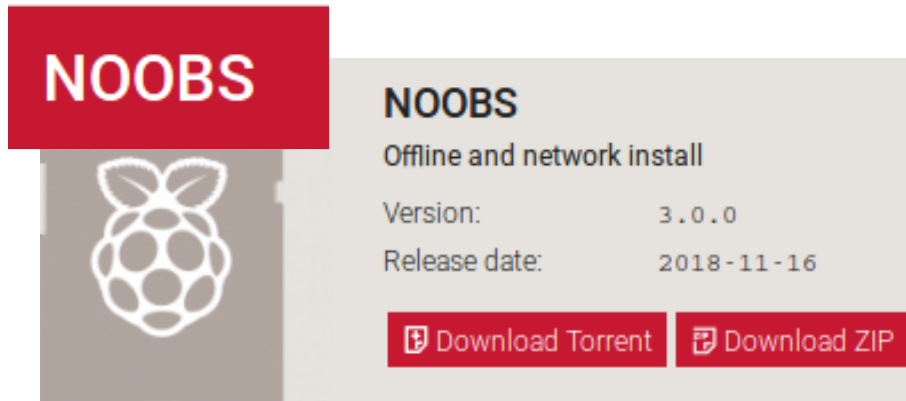 NOOBS
NOOBS
Offline and network install
Version: 3.0.0
Release date: 2018-11-16
Download Torrent Download ZIP